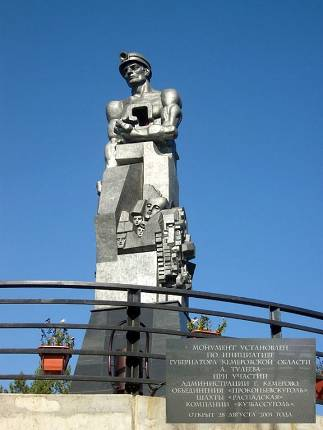 МОНУМЕНТ УСТАНОВЛЕН
ПО ИНИЦИАТИВЕ
ГУБЕРНАТОРА КЕМЕРОВСКОЙ ОБЛАСТИ
А. ТУЛЕЕВА
ПРИ УЧАСТИИ
АДМИНИСТРАЦИИ Г. КЕМЕРОВО,
ОБЪЕДИНЕНИЯ «ПРОКОПЬЕВСКУГОЛЬ»
ШАХТЫ «РАСПАДСКАЯ»
КОМПАНИИ «КУЗБАССУГОЛЬ»
ОТКРЫТ 28 АВГУСТА 2003 ГОДА